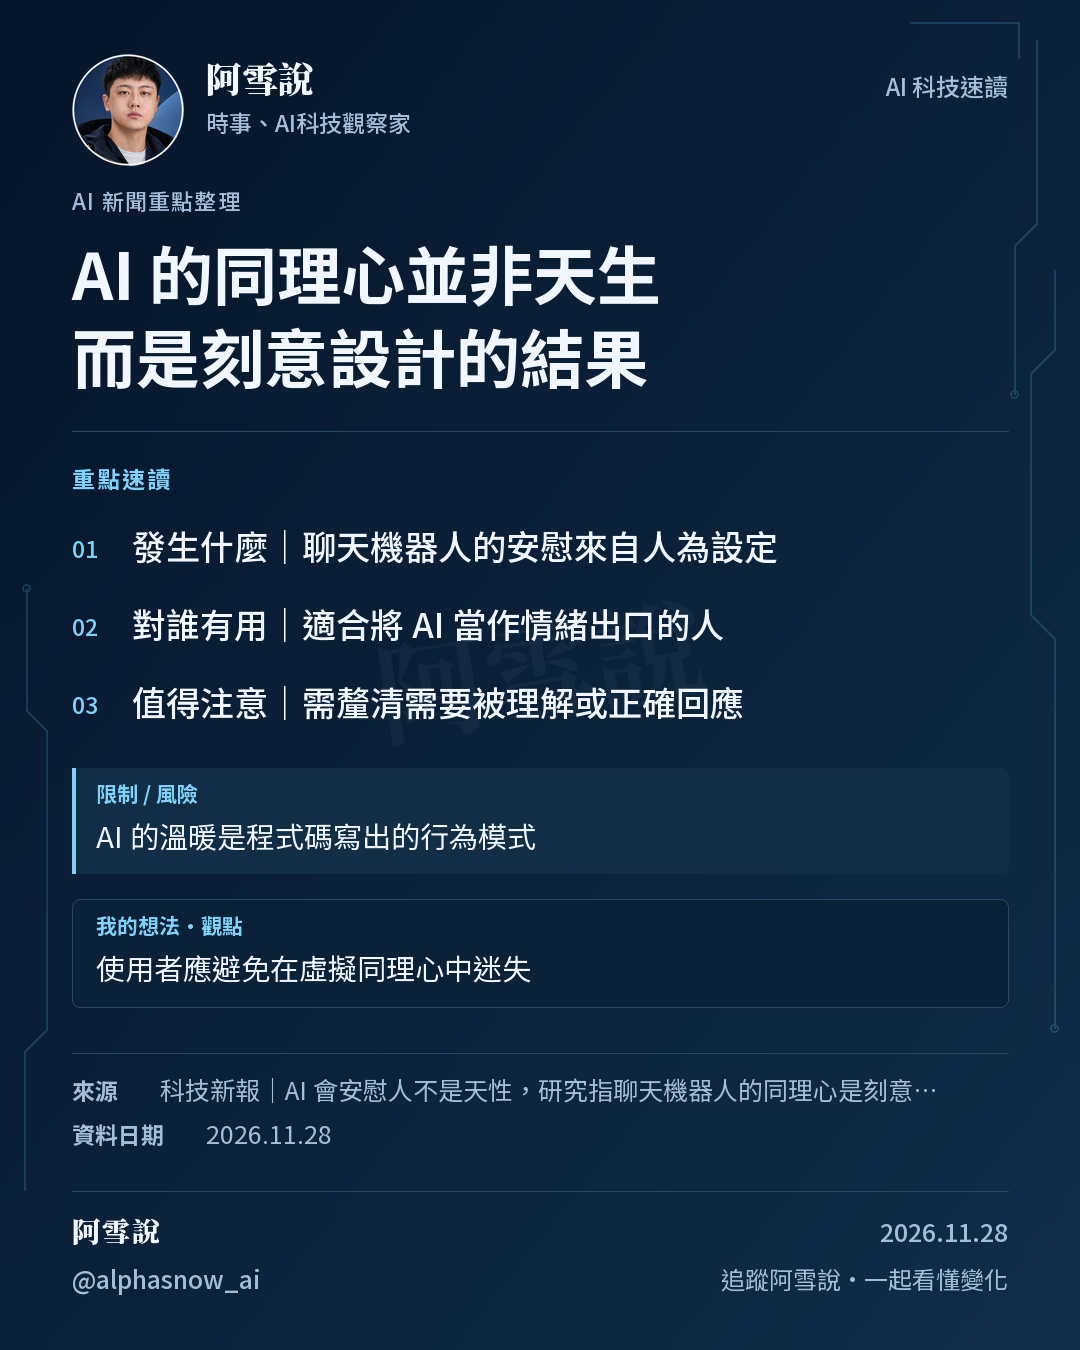 阿雪說
時事、AI科技觀察家
AI 科技速讀
AI 新聞重點整理
AI 的同理心並非天生
而是刻意設計的結果
重點速讀
01 發生什麼｜聊天機器人的安慰來自人為設定
02 對誰有用｜適合將 AI 當作情緒出口的人
03 值得注意｜需釐清需要被理解或正確回應
阿雪說
限制 / 風險
AI 的溫暖是程式碼寫出的行為模式
我的想法・觀點
使用者應避免在虛擬同理心中迷失
來源 科技新報｜AI 會安慰人不是天性，研究指聊天機器人的同理心是刻意…
資料日期 2026.11.28
阿雪說
2026.11.28
@alphasnow_ai
追蹤阿雪說・一起看懂變化